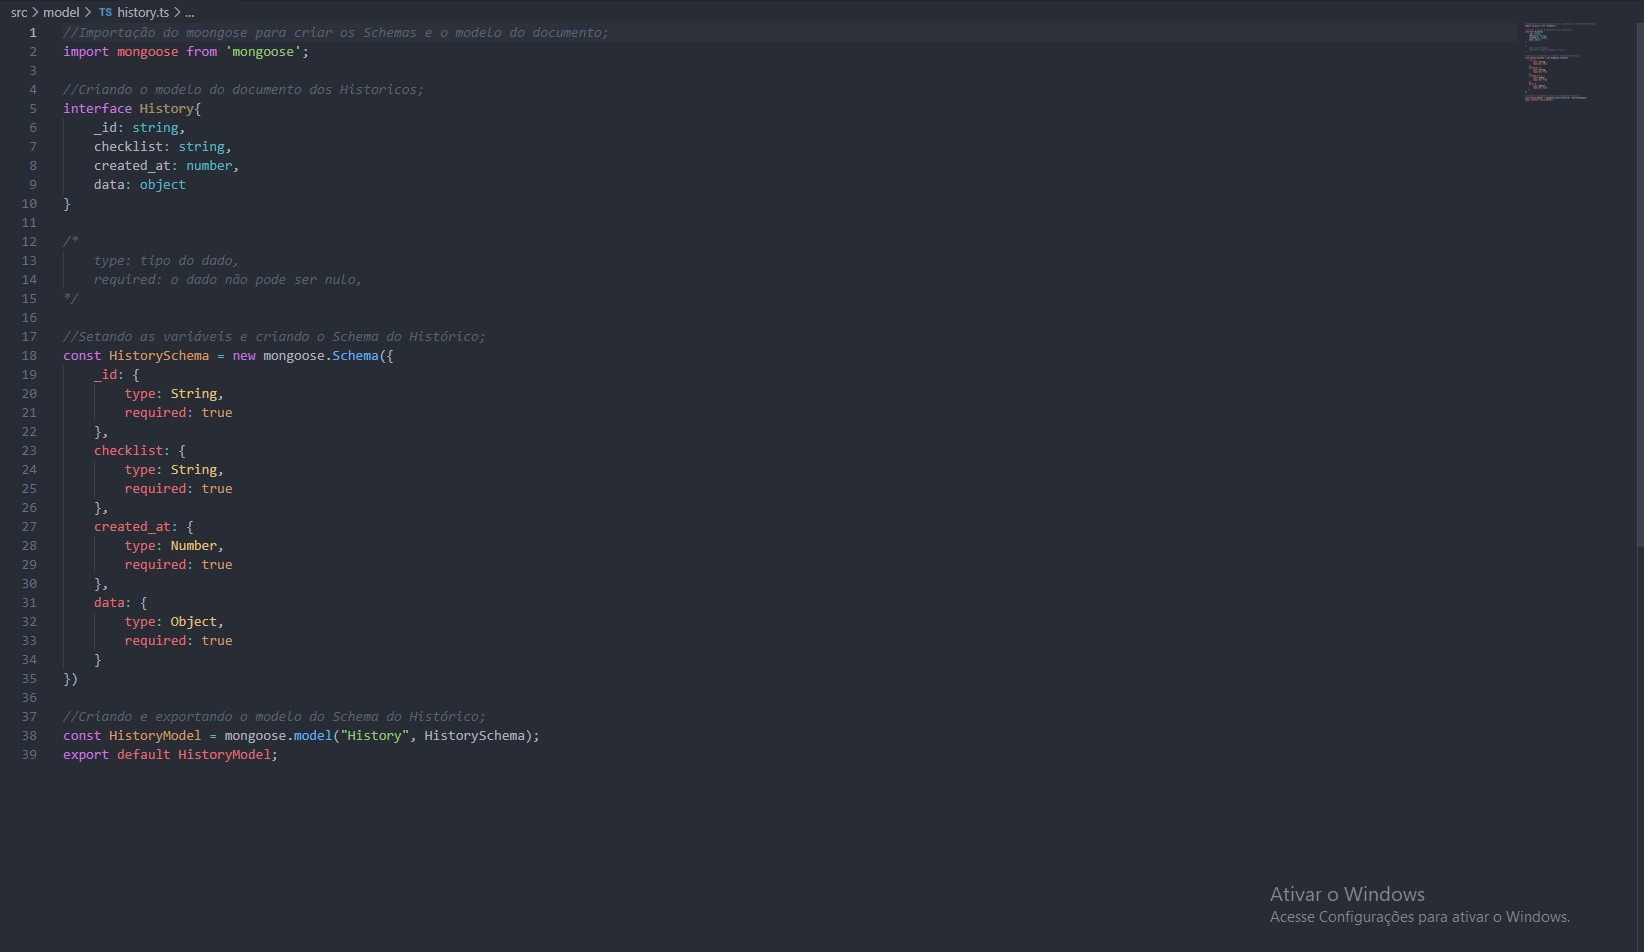 src > model > TS history.ts > ...
1 //Importação do moongose para criar os Schemas e o modelo do documento;
2 import mongoose from 'mongoose';
3
4 //Criando o modelo do documento dos Historicos;
5 interface History{
6     _id: string,
7     checklist: string,
8     created_at: number,
9     data: object
10 }
11
12 /*
13     type: tipo do dado,
14     required: o dado não pode ser nulo,
15 */
16
17 //Setando as variáveis e criando o Schema do Histórico;
18 const HistorySchema = new mongoose.Schema({
19     _id: {
20         type: String,
21         required: true
22     },
23     checklist: {
24         type: String,
25         required: true
26     },
27     created_at: {
28         type: Number,
29         required: true
30     },
31     data: {
32         type: Object,
33         required: true
34     }
35 })
36
37 //Criando e exportando o modelo do Schema do Histórico;
38 const HistoryModel = mongoose.model("History", HistorySchema);
39 export default HistoryModel;
Ativar o Windows
Acesse Configurações para ativar o Windows.